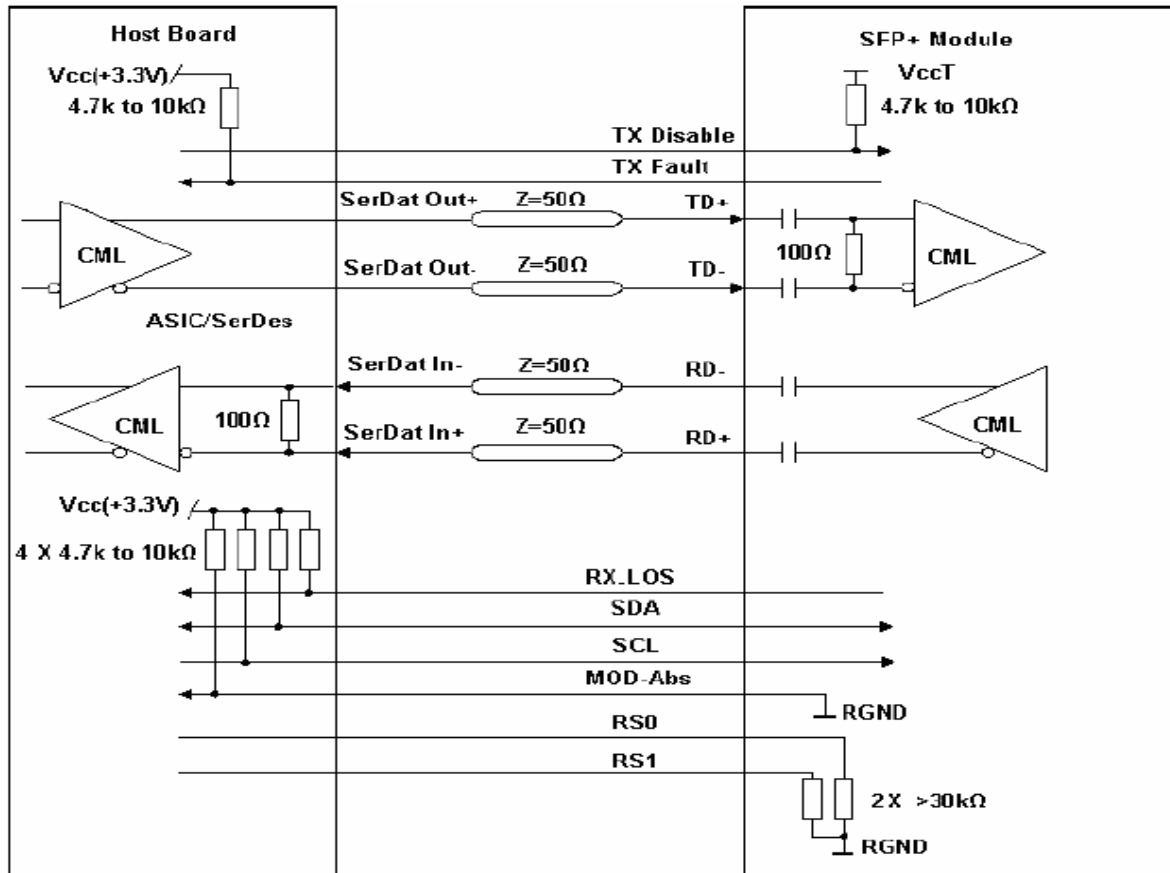 Host Board
SFP+ Module
Vcc(+3.3V)
4.7k to 10kΩ
VccT
4.7k to 10kΩ
TX Disable
TX Fault
SerDat Out+
Z=50Ω
TD+
CML
100Ω
CML
SerDat Out-
Z=50Ω
TD-
ASIC/SerDes
SerDat In-
Z=50Ω
RD-
100Ω
CML
CML
SerDat In+
Z=50Ω
RD+
Vcc(+3.3V)
4 X 4.7k to 10kΩ
RX_LOS
SDA
SCL
MOD-Abs
RGND
RS0
RS1
2X >30kΩ
RGND